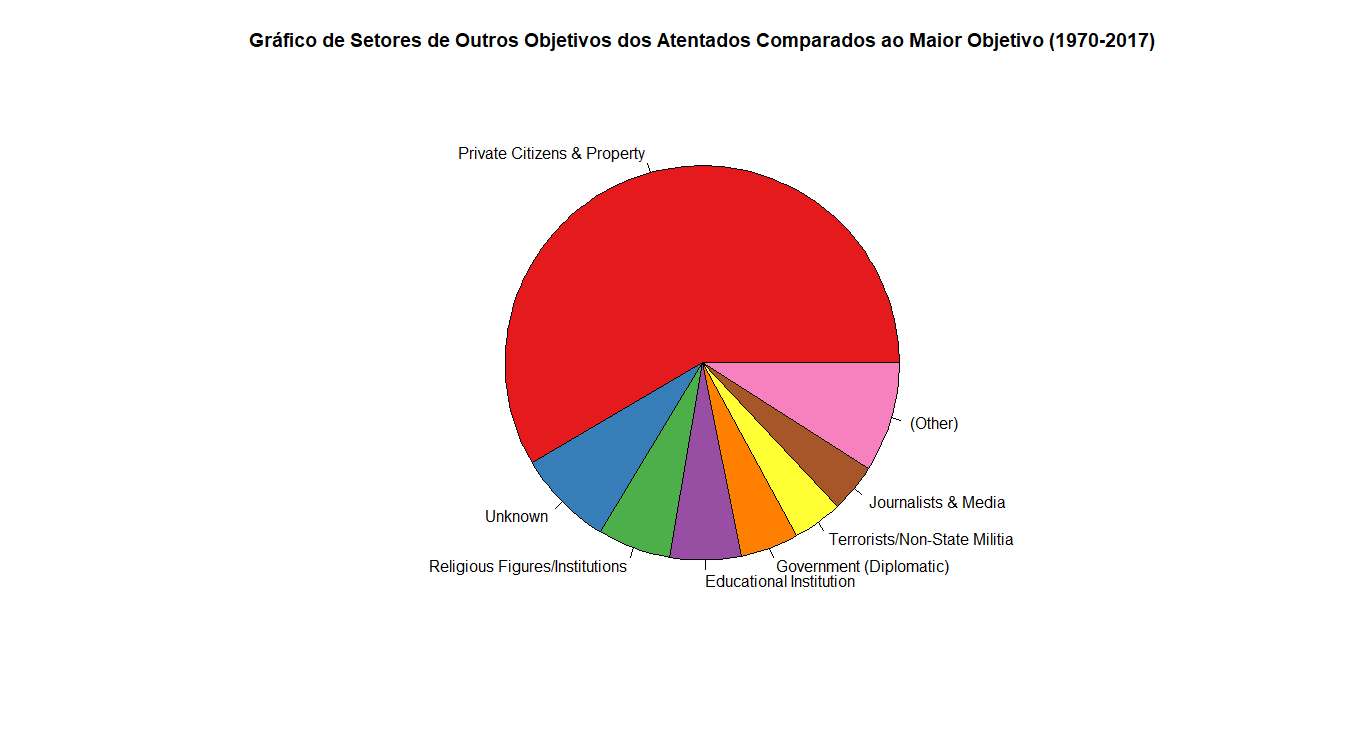 Gráfico de Setores de Outros Objetivos dos Atentados Comparados ao Maior Objetivo (1970-2017)
Private Citizens & Property
(Other)
Journalists & Media
Unknown
Terrorists/Non-State Militia
Religious Figures/Institutions
Government (Diplomatic)
Educational Institution